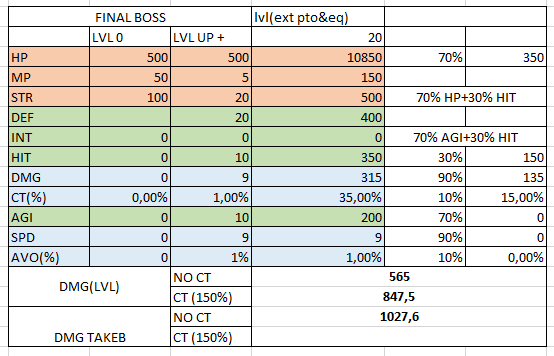 FINAL BOSS lvl(ext pto&eq)
LVL 0 LVL UP + 20
HP 500 500 10850 70% 350
MP 50 5 150
STR 100 20 500 70% HP+30% HIT
DEF 20 400
INT 0 0 0 70% AGI+30% HIT
HIT 0 10 350 30% 150
DMG 0 9 315 90% 135
CT(%) 0,00% 1,00% 35,00% 10% 15,00%
AGI 0 10 200 70% 0
SPD 0 9 9 90% 0
AVO(%) 0 1% 1,00% 10% 0,00%
DMG(LVL) NO CT 565
CT (150%) 847,5
DMG TAKEB NO CT 1027,6
CT (150%)